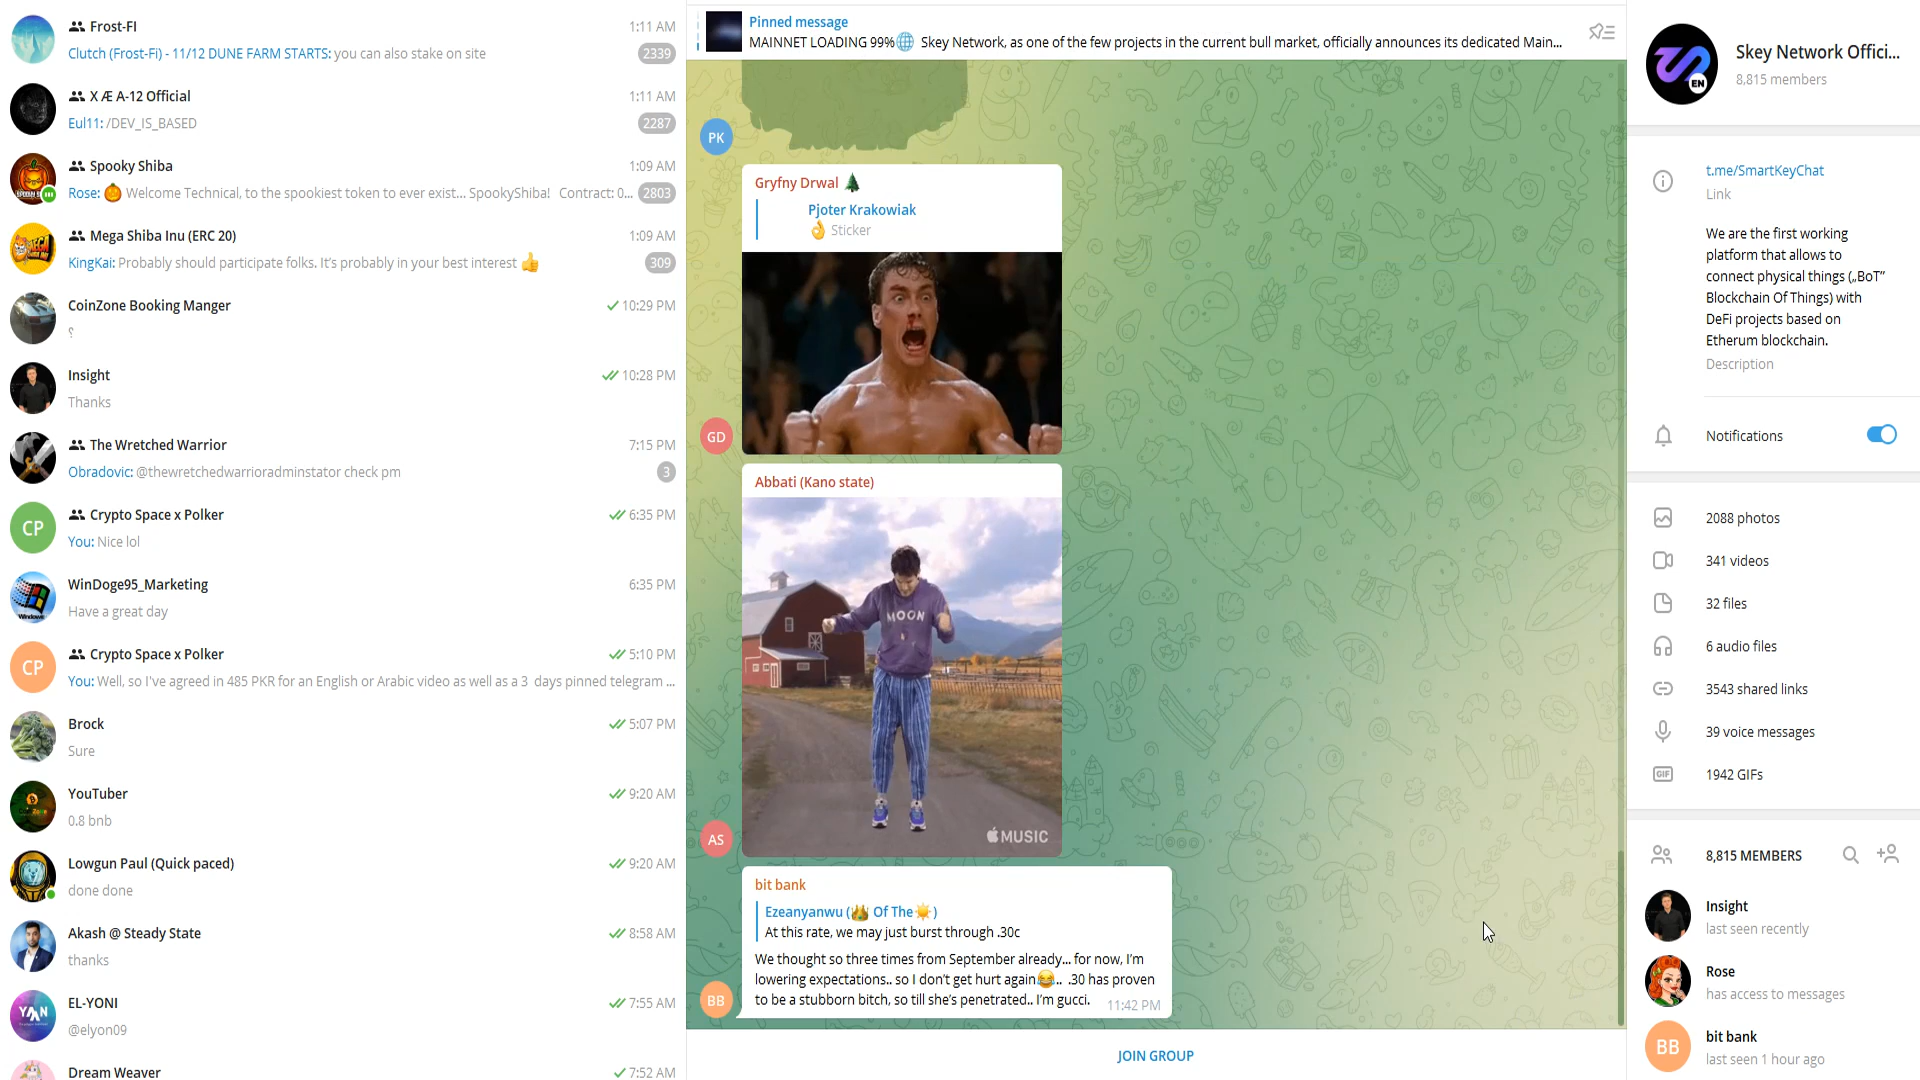 Frost-FI 1:11 AM
Clutch (Frost-Fi) - 11/12 DUNE FARM STARTS: you can also stake on site 2339
X Æ A-12 Official 1:11 AM
Eul11: /DEV_IS_BASED 2287
Spooky Shiba 1:09 AM
Rose: 🎃 Welcome Technical, to the spookiest token to ever exist... SpookyShiba! Contract: 0... 2803
Mega Shiba Inu (ERC 20) 1:09 AM
KingKai: Probably should participate folks. It's probably in your best interest 👍 309
CoinZone Booking Manger 10:29 PM
؟
Insight 10:28 PM
Thanks
The Wretched Warrior 7:15 PM
Obradovic: @thewretchedwarrioradminstator check pm 3
CP
Crypto Space x Polker 6:35 PM
You: Nice lol
WinDoge95_Marketing 6:35 PM
Have a great day
CP
Crypto Space x Polker 5:10 PM
You: Well, so I've agreed in 485 PKR for an English or Arabic video as well as a 3 days pinned telegram ...
Brock 5:07 PM
Sure
YouTuber 9:20 AM
0.8 bnb
Lowgun Paul (Quick paced) 9:20 AM
done done
Akash @ Steady State 8:58 AM
thanks
EL-YONI 7:55 AM
@elyon09
Dream Weaver 7:52 AM
Pinned message
MAINNET LOADING 99%🌐 Skey Network, as one of the few projects in the current bull market, officially announces its dedicated Main...
PK
Gryfny Drwal 🌲
Pjoter Krakowiak
👌 Sticker
GD
Abbati (Kano state)
MOON
MUSIC
AS
bit bank
Ezeanyanwu (👑 Of The☀️)
At this rate, we may just burst through .30c
We thought so three times from September already... for now, I'm
lowering expectations.. so I don't get hurt again😂.. .30 has proven
to be a stubborn bitch, so till she's penetrated.. I'm gucci. 11:42 PM
BB
JOIN GROUP
EN
Skey Network Offici...
8,815 members
t.me/SmartKeyChat
Link
We are the first working
platform that allows to
connect physical things („BoT”
Blockchain Of Things) with
DeFi projects based on
Etherum blockchain.
Description
Notifications
2088 photos
341 videos
32 files
6 audio files
3543 shared links
39 voice messages
GIF 1942 GIFs
8,815 MEMBERS
Insight
last seen recently
Rose
has access to messages
BB
bit bank
last seen 1 hour ago